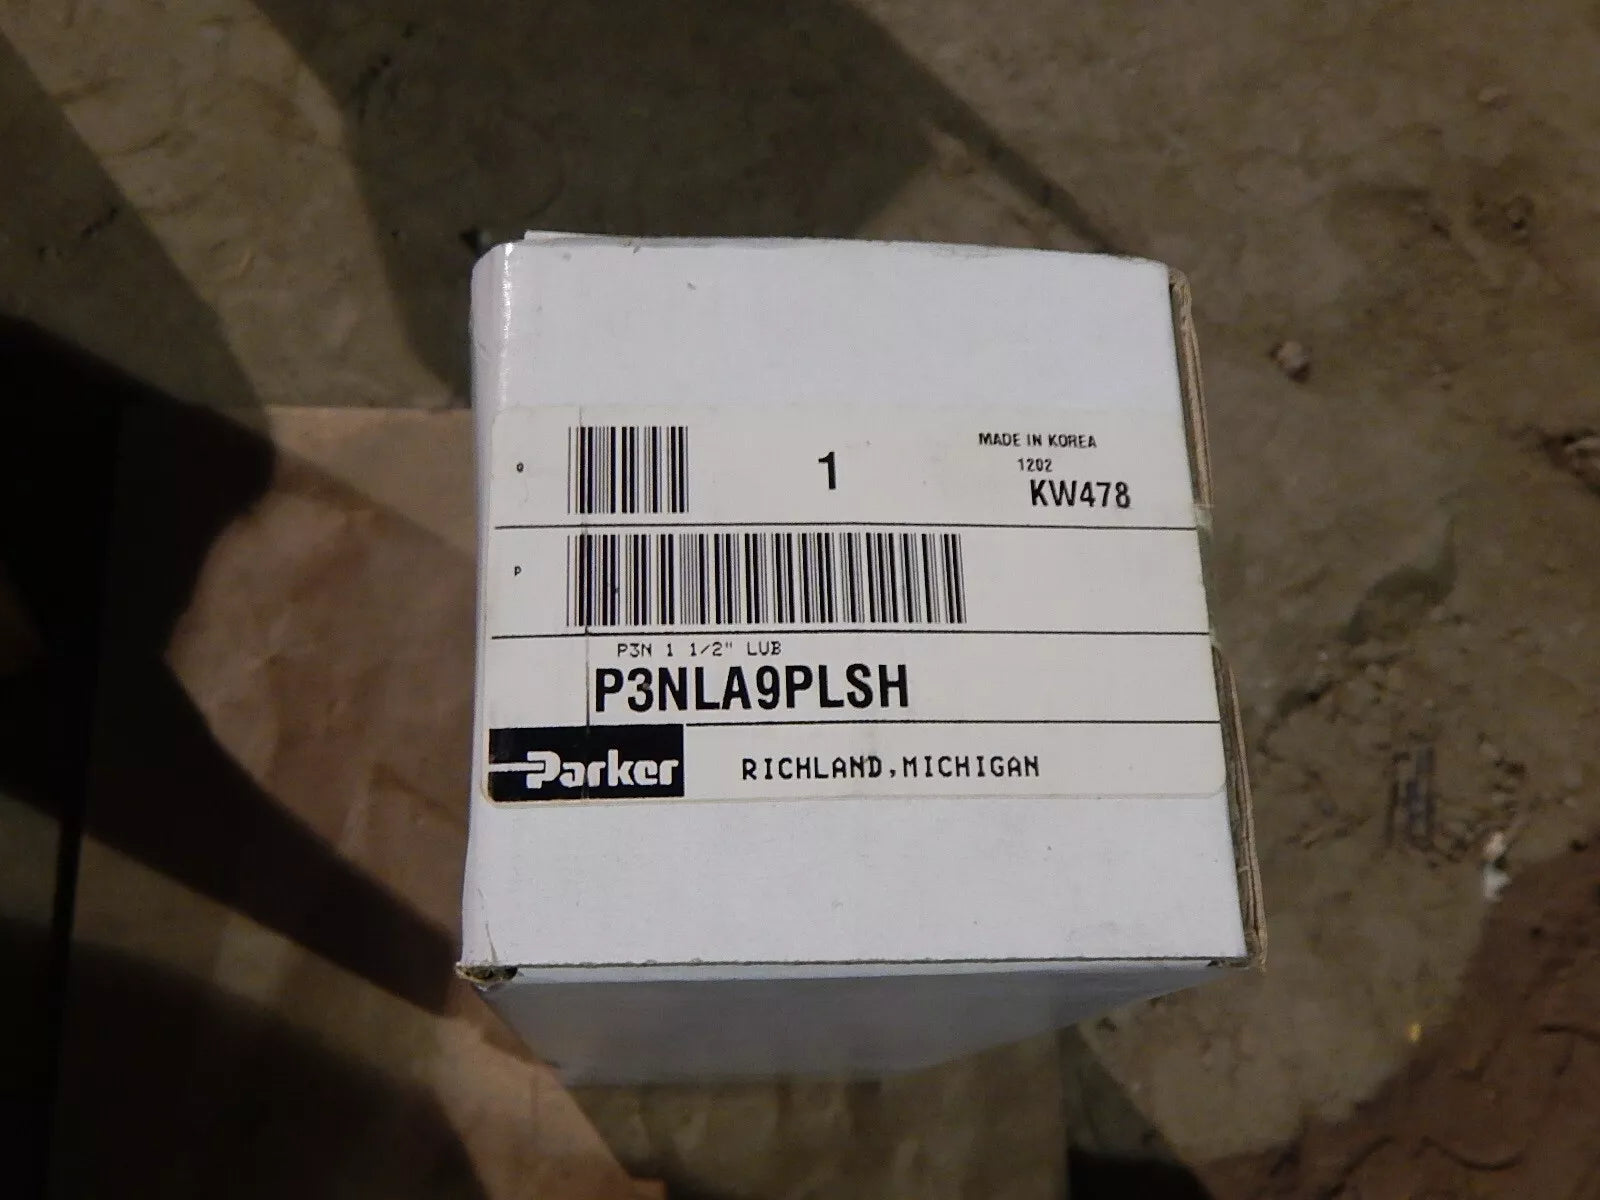 MADE IN KOREA
Q 1 1202
KW478
P
P3N 1 1/2" LUB
P3NLA9PLSH
Parker RICHLAND,MICHIGAN